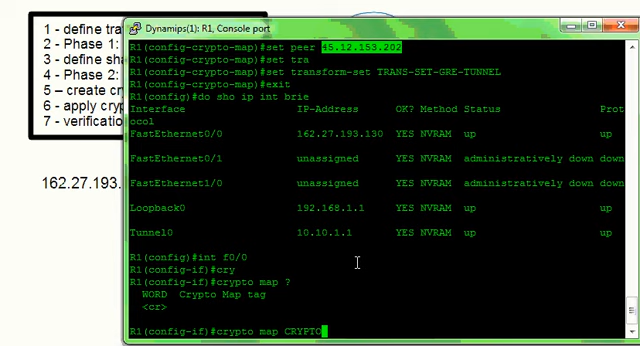 1 - define tra
2 - Phase 1:
3 - define sha
4 - Phase 2:
5 – create cr
6 - apply cryp
7 - verificatio
162.27.193.
Dynamips(1): R1, Console port
R1(config-crypto-map)#set peer 45.12.153.202
R1(config-crypto-map)#set tra
R1(config-crypto-map)#set transform-set TRANS-SET-GRE-TUNNEL
R1(config-crypto-map)#exit
R1(config)#do sho ip int brie
Interface IP-Address OK? Method Status Prot
ocol
FastEthernet0/0 162.27.193.130 YES NVRAM up up
FastEthernet0/1 unassigned YES NVRAM administratively down down
FastEthernet1/0 unassigned YES NVRAM administratively down down
Loopback0 192.168.1.1 YES NVRAM up up
Tunnel0 10.10.1.1 YES NVRAM up up
R1(config)#int f0/0
R1(config-if)#cry
R1(config-if)#crypto map ?
WORD Crypto Map tag
<cr>
R1(config-if)#crypto map CRYPTO